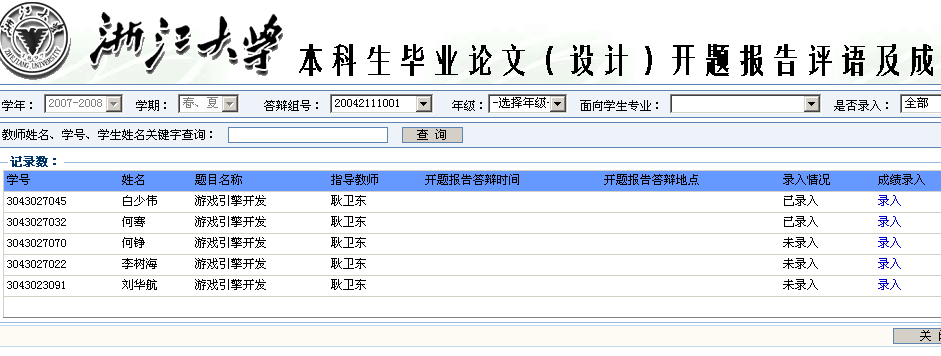 浙江大学
ZHEJIANG UNIVERSITY
浙江大学 本科生毕业论文（设计）开题报告评语及成
学年： 2007-2008 学期： 春、夏 答辩组号： 20042111001 年级： -选择年级- 面向学生专业： 是否录入： 全部
教师姓名、学号、学生姓名关键字查询： 查 询
记录数：
学号 姓名 题目名称 指导教师 开题报告答辩时间 开题报告答辩地点 录入情况 成绩录入
3043027045 白少伟 游戏引擎开发 耿卫东 已录入 录入
3043027032 何骞 游戏引擎开发 耿卫东 已录入 录入
3043027070 何铮 游戏引擎开发 耿卫东 未录入 录入
3043027022 李树海 游戏引擎开发 耿卫东 未录入 录入
3043023091 刘华航 游戏引擎开发 耿卫东 未录入 录入
关